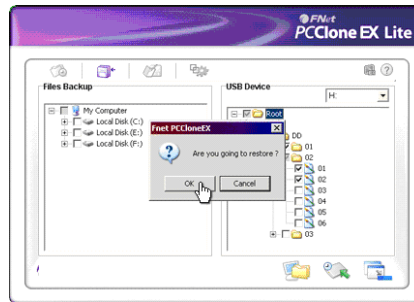 FNet
PCClone EX Lite
Files Backup
USB Device
H:
My Computer
Local Disk (C:)
Local Disk (E:)
Local Disk (F:)
Root
DD
01
02
01
02
03
04
05
06
03
Fnet PCCloneEX
Are you going to restore ?
OK
Cancel